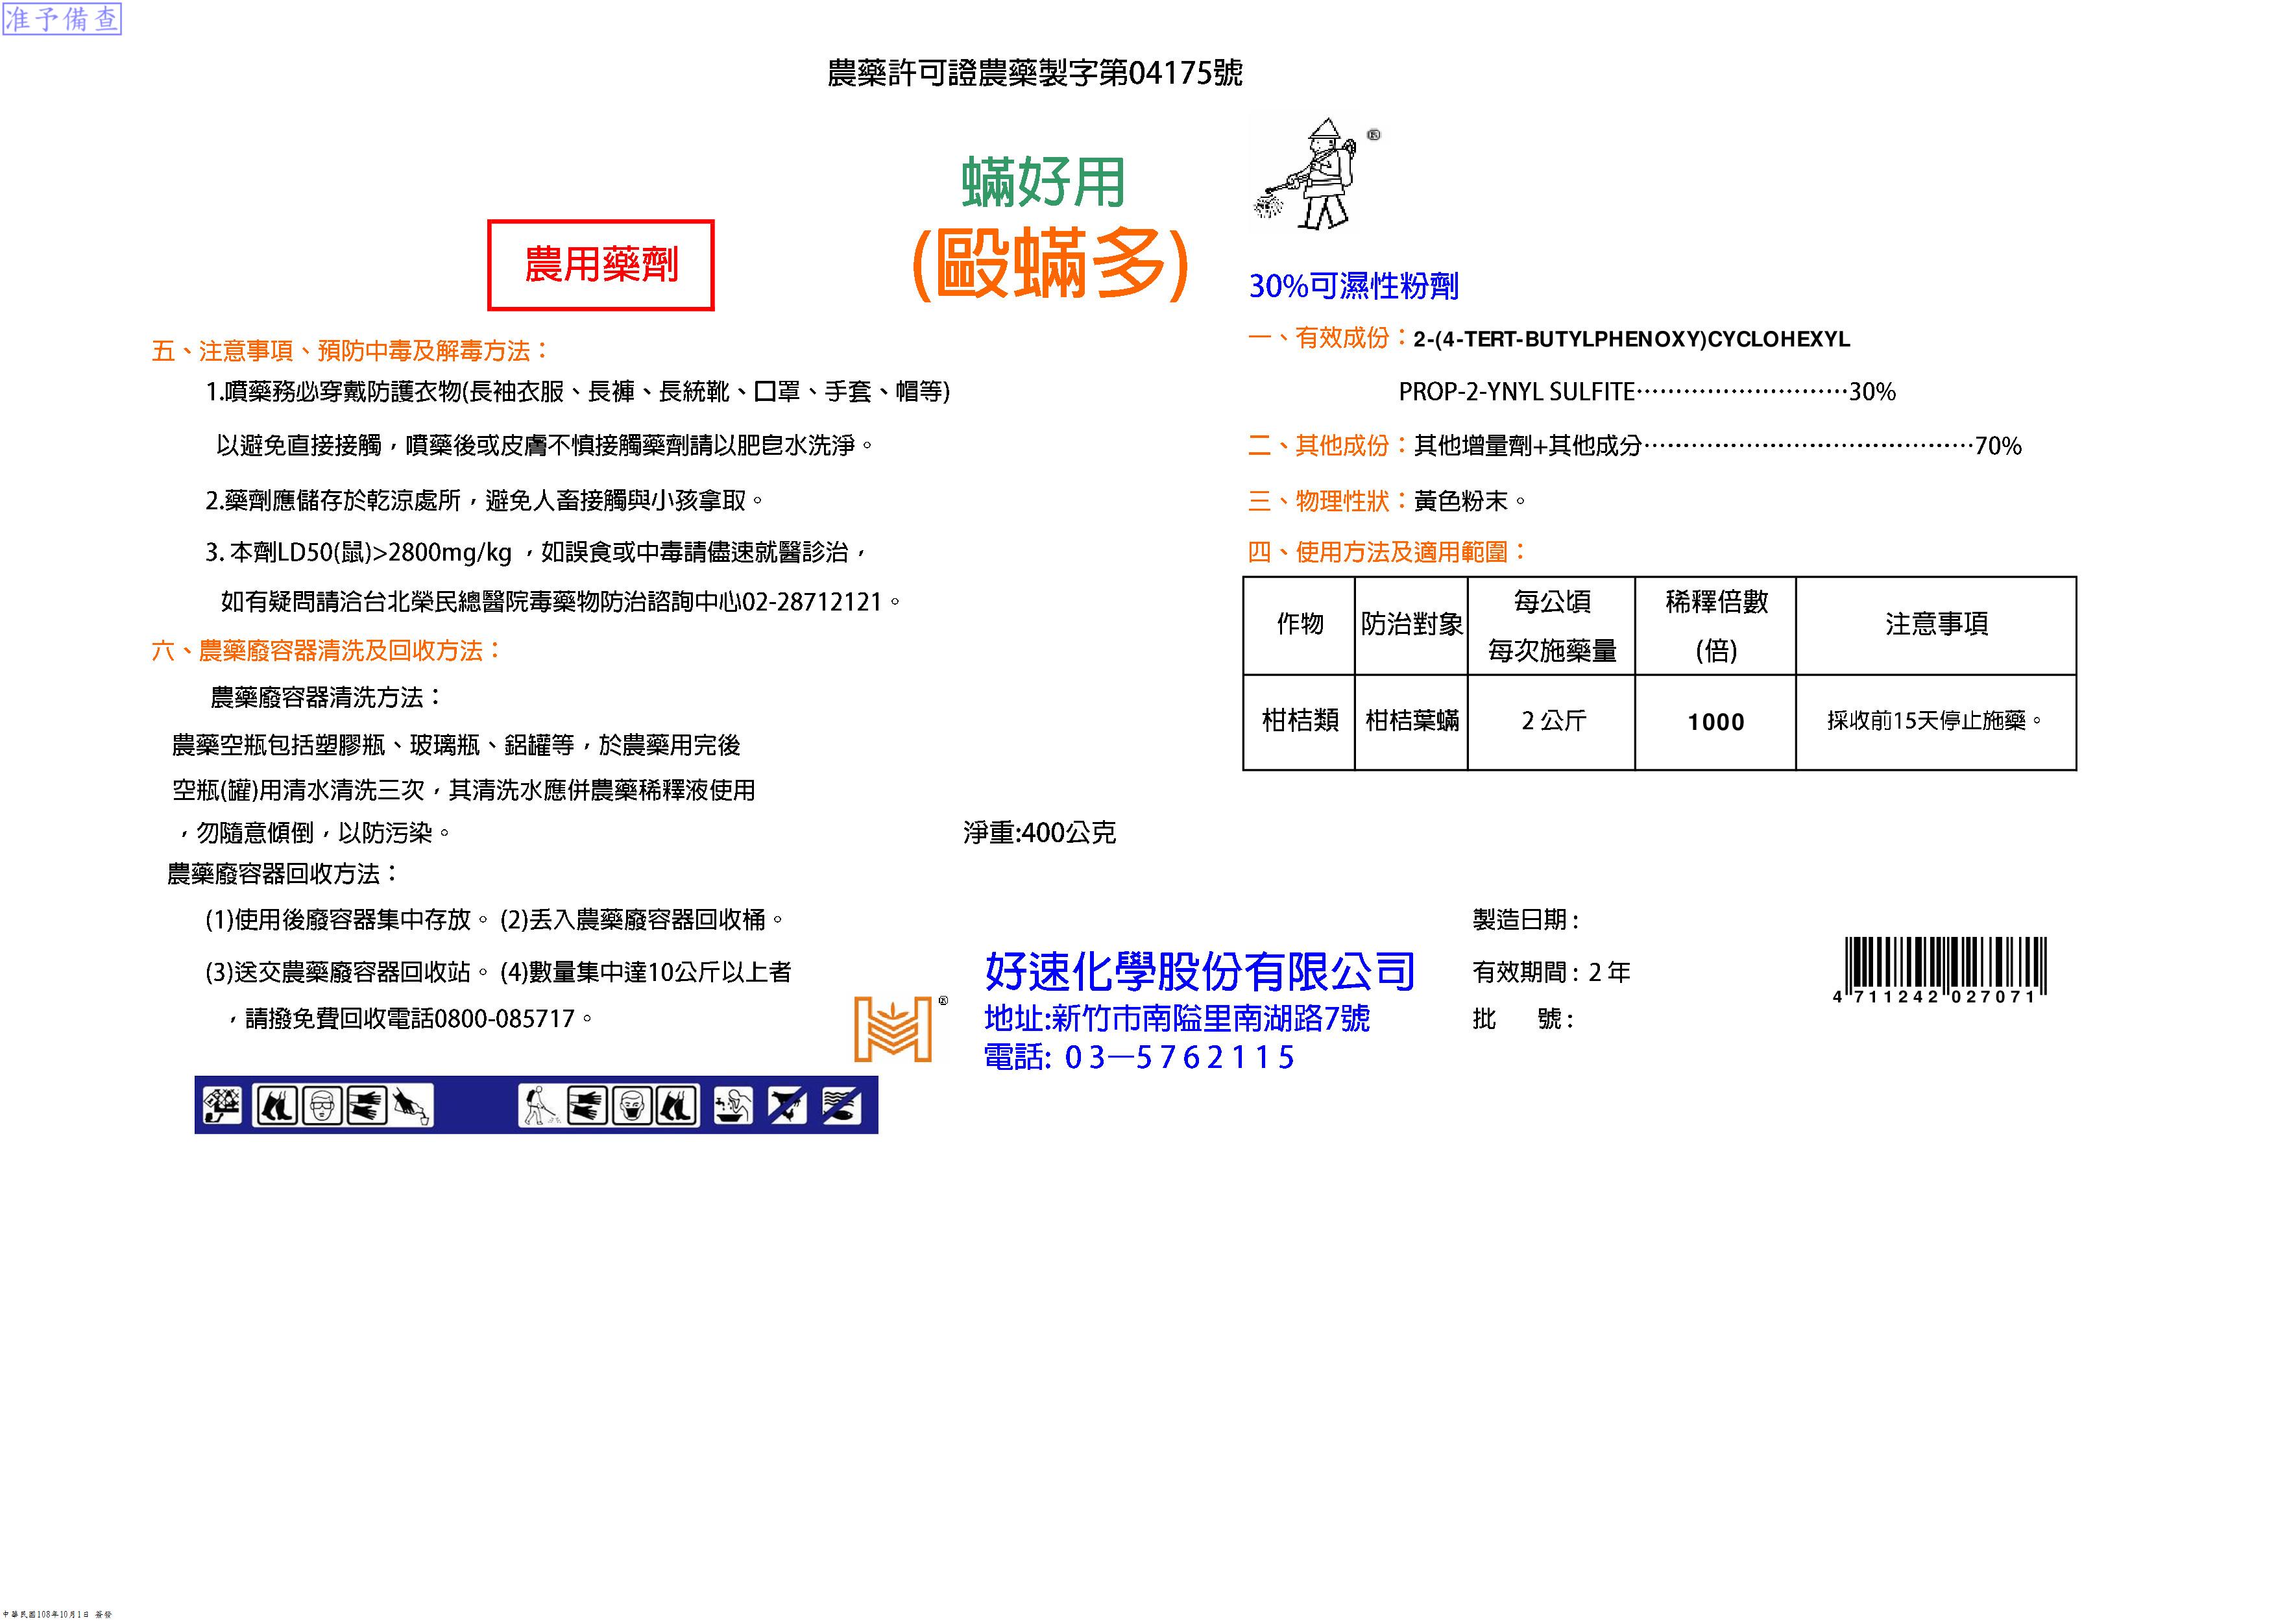 准予備查
農藥許可證農藥製字第04175號
蟎好用
®
(毆蟎多)
農用藥劑
30%可濕性粉劑
一、有效成份：2-(4-TERT-BUTYLPHENOXY)CYCLOHEXYL
PROP-2-YNYL SULFITE⋯⋯⋯⋯⋯⋯⋯⋯⋯30%
二、其他成份：其他增量劑+其他成分⋯⋯⋯⋯⋯⋯⋯⋯⋯⋯⋯⋯⋯⋯70%
三、物理性狀：黃色粉末。
四、使用方法及適用範圍：
作物 防治對象 每公頃 每次施藥量 稀釋倍數 (倍) 注意事項
柑桔類 柑桔葉蟎 2公斤 1000 採收前15天停止施藥。
五、注意事項、預防中毒及解毒方法：
1.噴藥務必穿戴防護衣物(長袖衣服、長褲、長統靴、口罩、手套、帽等)
以避免直接接觸，噴藥後或皮膚不慎接觸藥劑請以肥皂水洗淨。
2.藥劑應儲存於乾涼處所，避免人畜接觸與小孩拿取。
3. 本劑LD50(鼠)>2800mg/kg ，如誤食或中毒請儘速就醫診治，
如有疑問請洽台北榮民總醫院毒藥物防治諮詢中心02-28712121。
六、農藥廢容器清洗及回收方法：
農藥廢容器清洗方法：
農藥空瓶包括塑膠瓶、玻璃瓶、鋁罐等，於農藥用完後
空瓶(罐)用清水清洗三次，其清洗水應併農藥稀釋液使用
，勿隨意傾倒，以防污染。
農藥廢容器回收方法：
(1)使用後廢容器集中存放。 (2)丟入農藥廢容器回收桶。
(3)送交農藥廢容器回收站。 (4)數量集中達10公斤以上者
，請撥免費回收電話0800-085717。
淨重:400公克
®
好速化學股份有限公司
地址:新竹市南隘里南湖路7號
電話: 03—5762115
製造日期 :
有效期間 : 2 年
批 號 :
4 711242 027071
中華民國108年10月1日 簽發